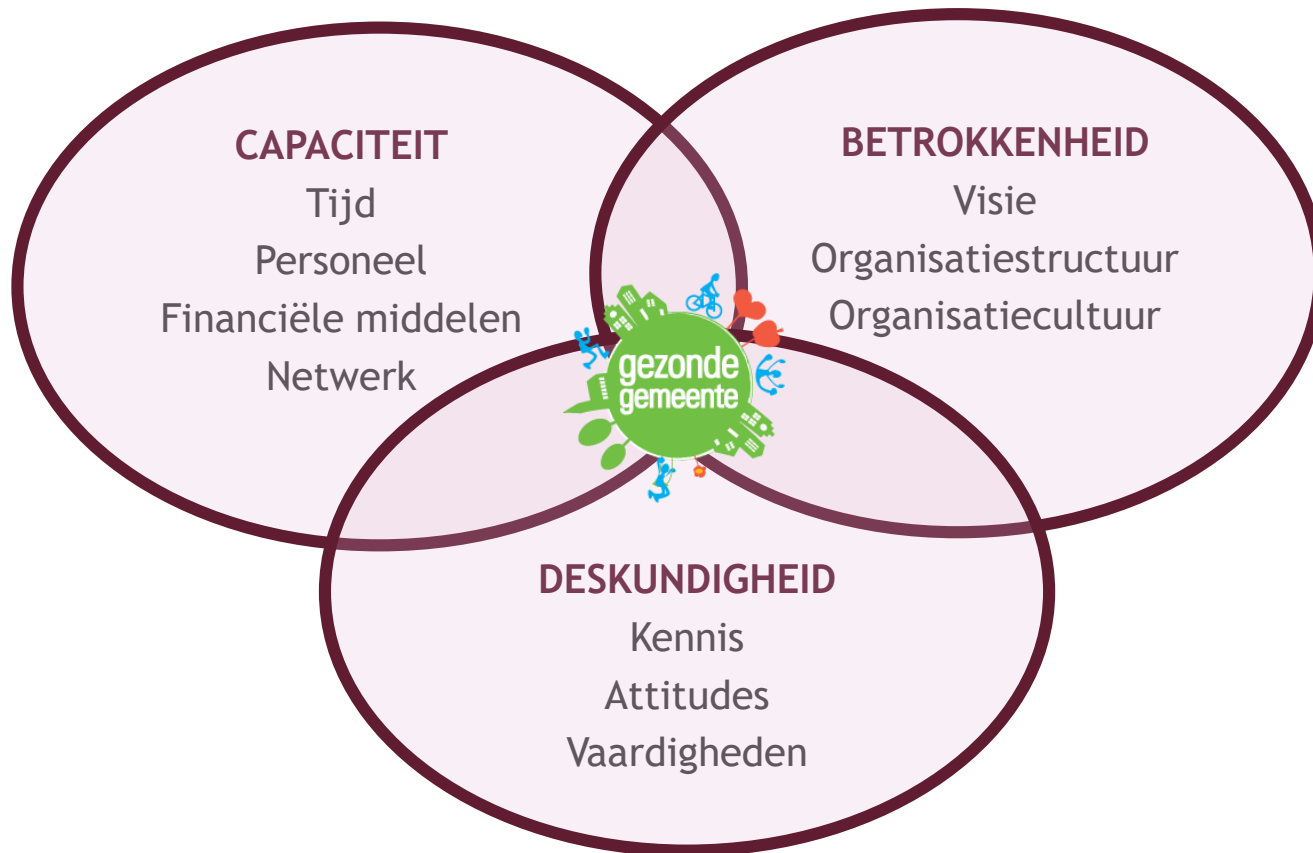 CAPACITEIT
Tijd
Personeel
Financiële middelen
Netwerk
BETROKKENHEID
Visie
Organisatiestructuur
Organisatiecultuur
gezonde
gemeente
DESKUNDIGHEID
Kennis
Attitudes
Vaardigheden